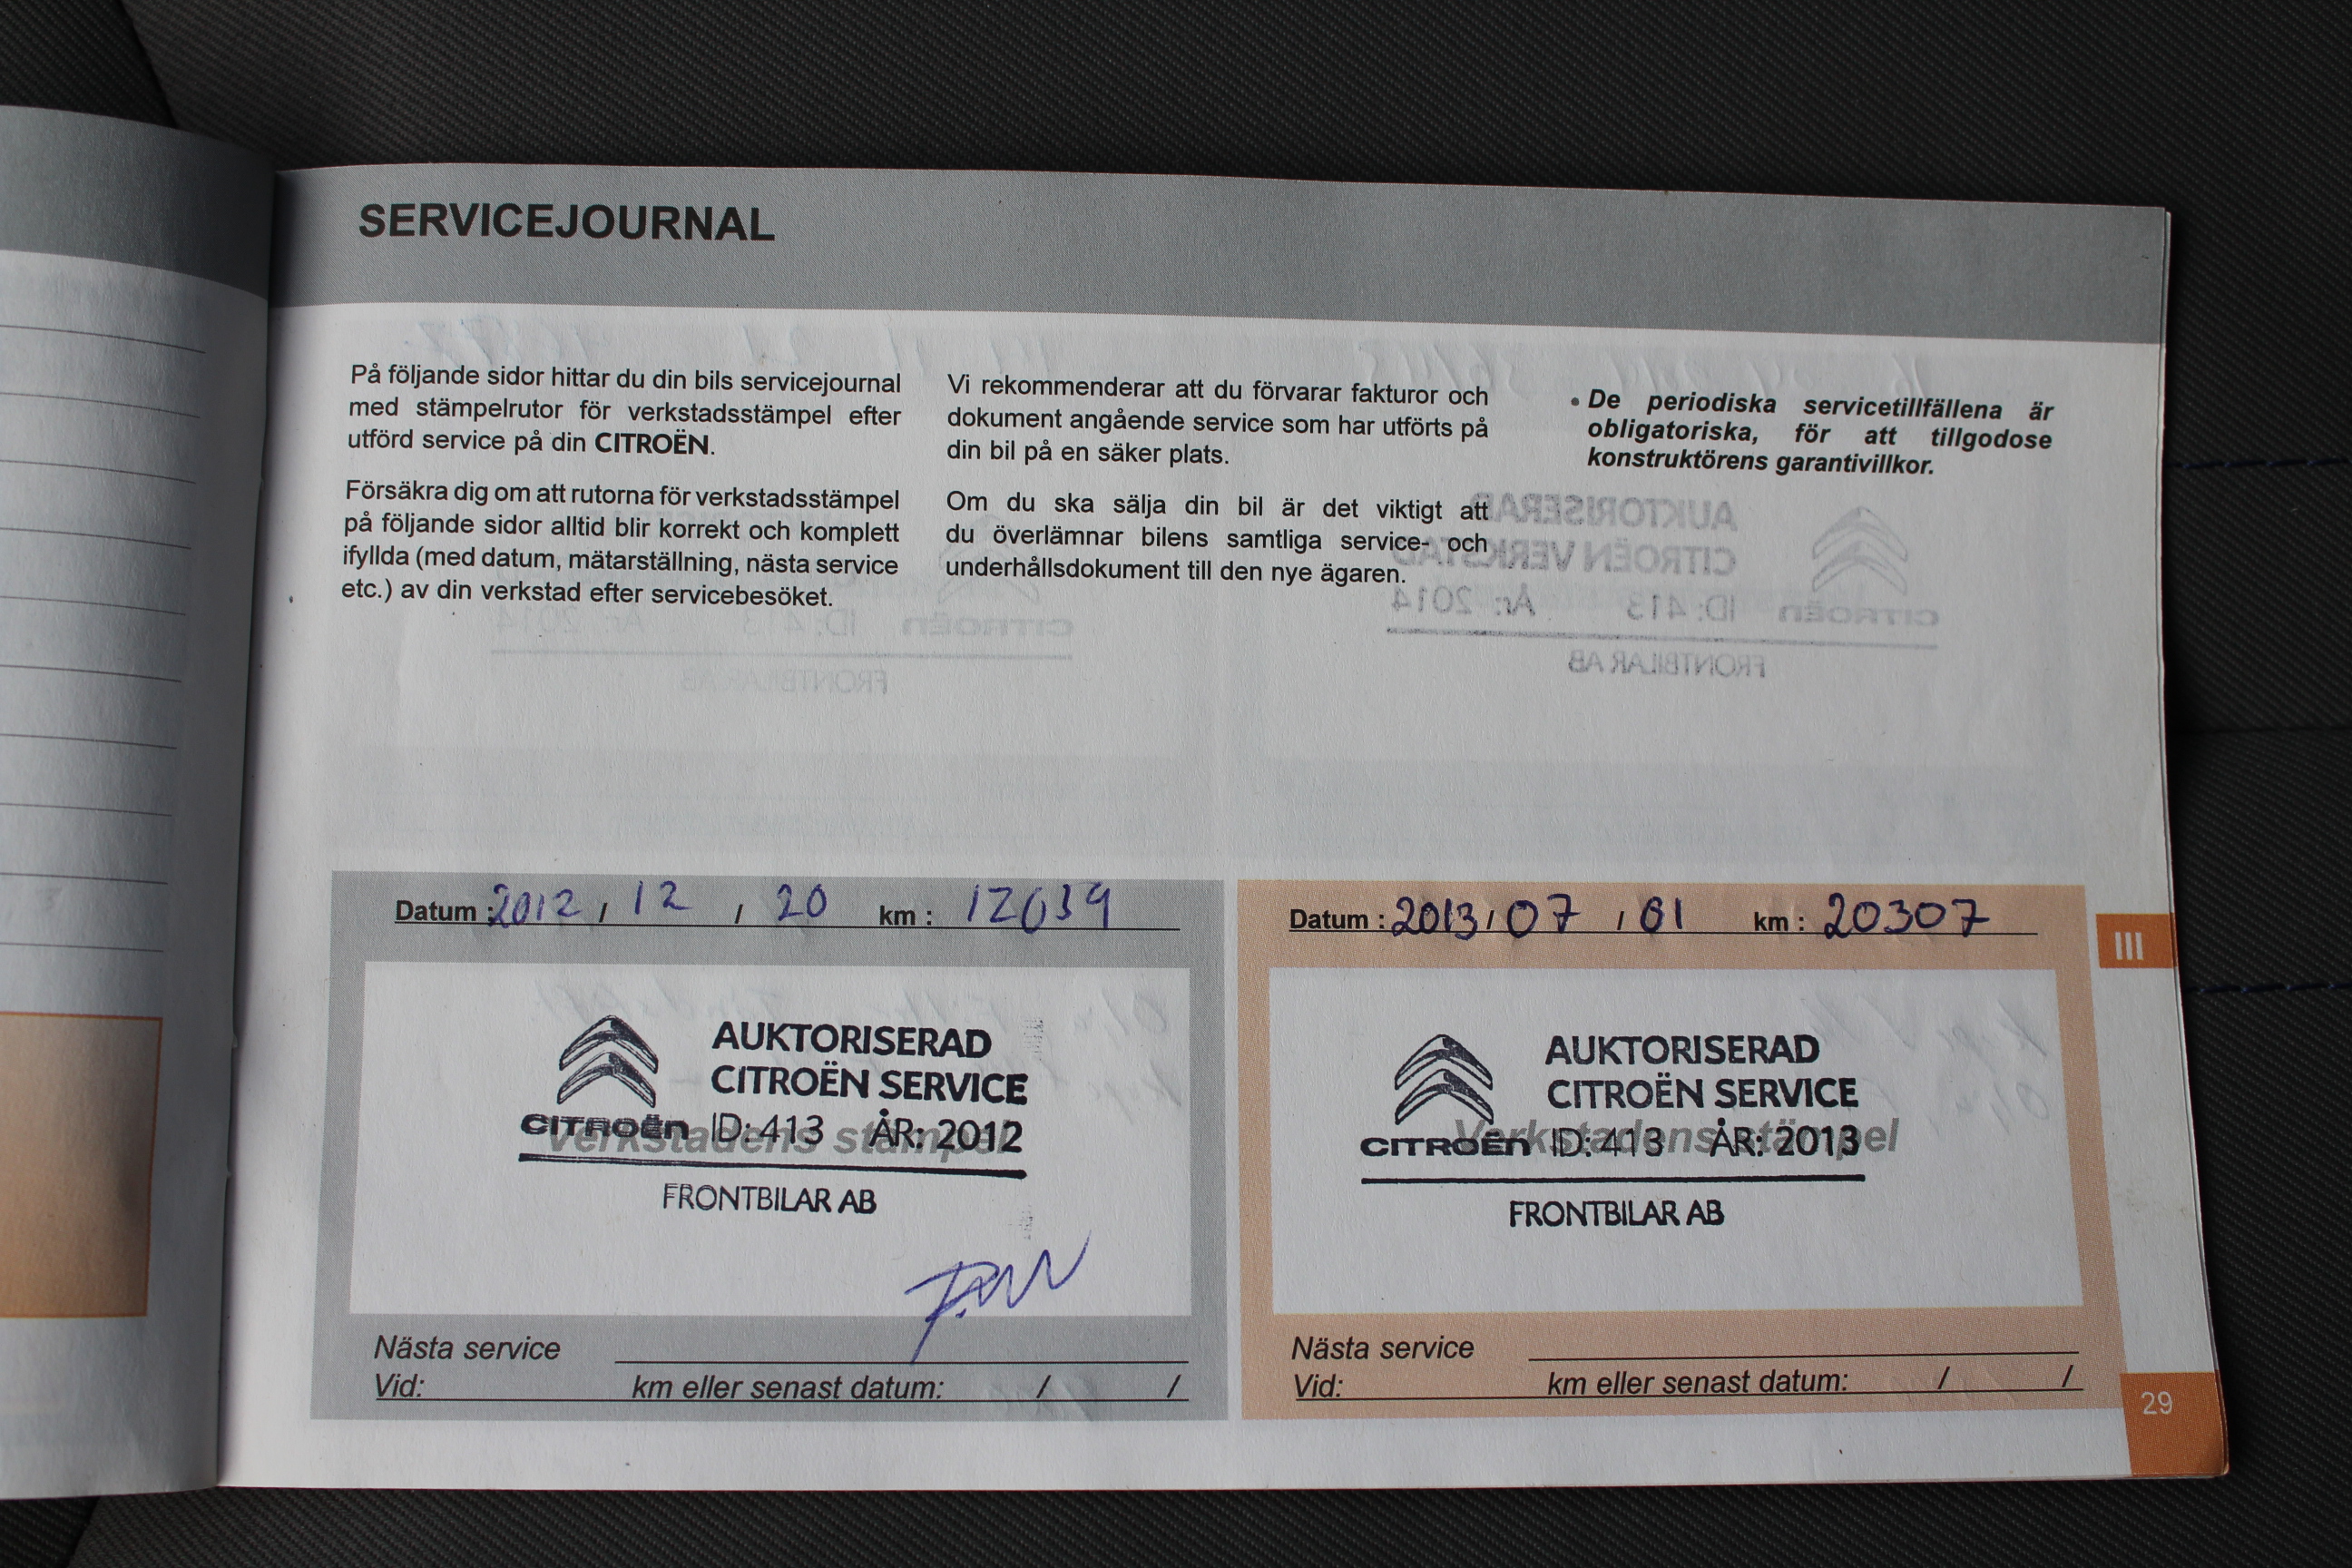 SERVICEJOURNAL
På följande sidor hittar du din bils servicejournal
med stämpelrutor för verkstadsstämpel efter
utförd service på din CITROËN.
Försäkra dig om att rutorna för verkstadsstämpel
på följande sidor alltid blir korrekt och komplett
ifyllda (med datum, mätarställning, nästa service
etc.) av din verkstad efter servicebesöket.
Vi rekommenderar att du förvarar fakturor och
dokument angående service som har utförts på
din bil på en säker plats.
Om du ska sälja din bil är det viktigt att
du överlämnar bilens samtliga service- och
underhållsdokument till den nye ägaren.
• De periodiska servicetillfällena är
obligatoriska, för att tillgodose
konstruktörens garantivillkor.
Datum : 2012 / 12 / 20 km : 12039
AUKTORISERAD
CITROËN SERVICE
CITROËN ID: 413 ÅR: 2012
Verkstadens stämpel
FRONTBILAR AB
Nästa service
Vid: km eller senast datum: / /
Datum : 2013 / 07 / 01 km : 20307
AUKTORISERAD
CITROËN SERVICE
CITROËN ID: 413 ÅR: 2013
Verkstadens stämpel
FRONTBILAR AB
Nästa service
Vid: km eller senast datum: / /
III
29